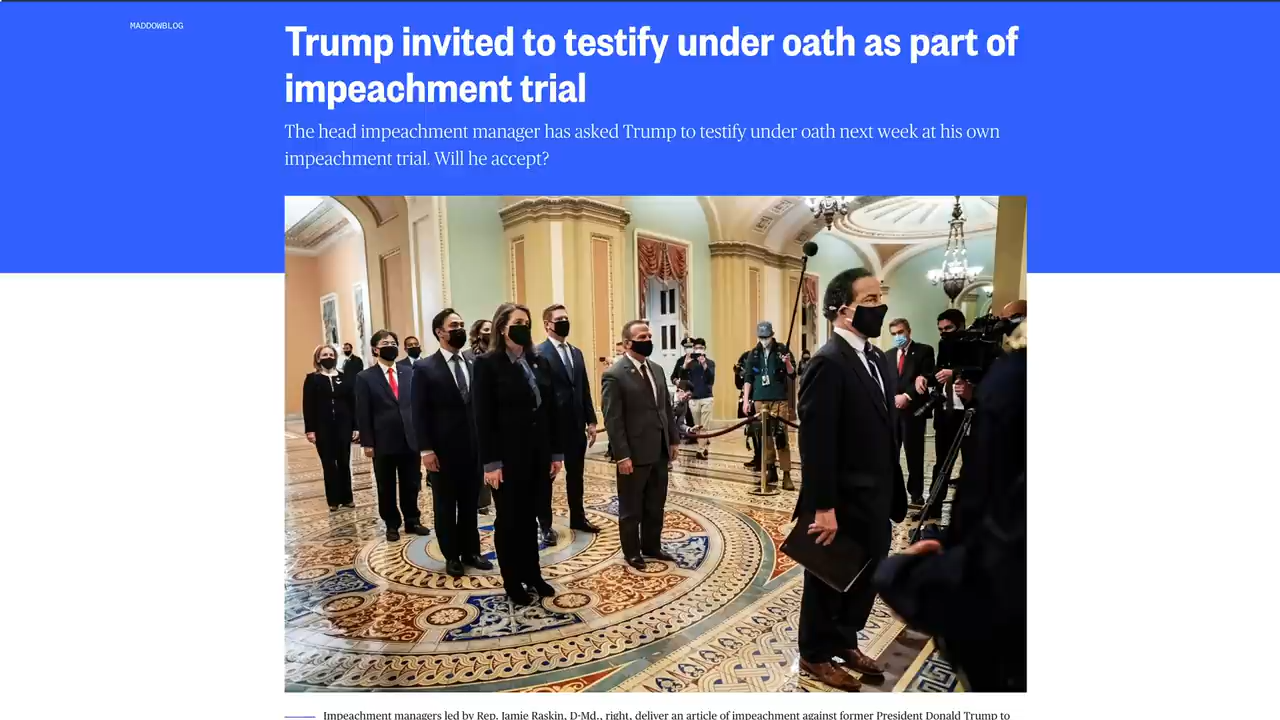 MADDOWBLOG
Trump invited to testify under oath as part of
impeachment trial
The head impeachment manager has asked Trump to testify under oath next week at his own
impeachment trial. Will he accept?
Impeachment managers led by Rep. Jamie Raskin, D-Md., right, deliver an article of impeachment against former President Donald Trump to